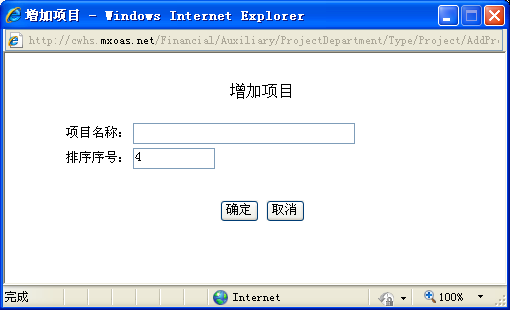 增加项目 - Windows Internet Explorer
http://cwhs.mxoas.net/Financial/Auxiliary/ProjectDepartment/Type/Project/AddPr
增加项目
项目名称：
排序序号： 4
确定 取消
完成 Internet 100%